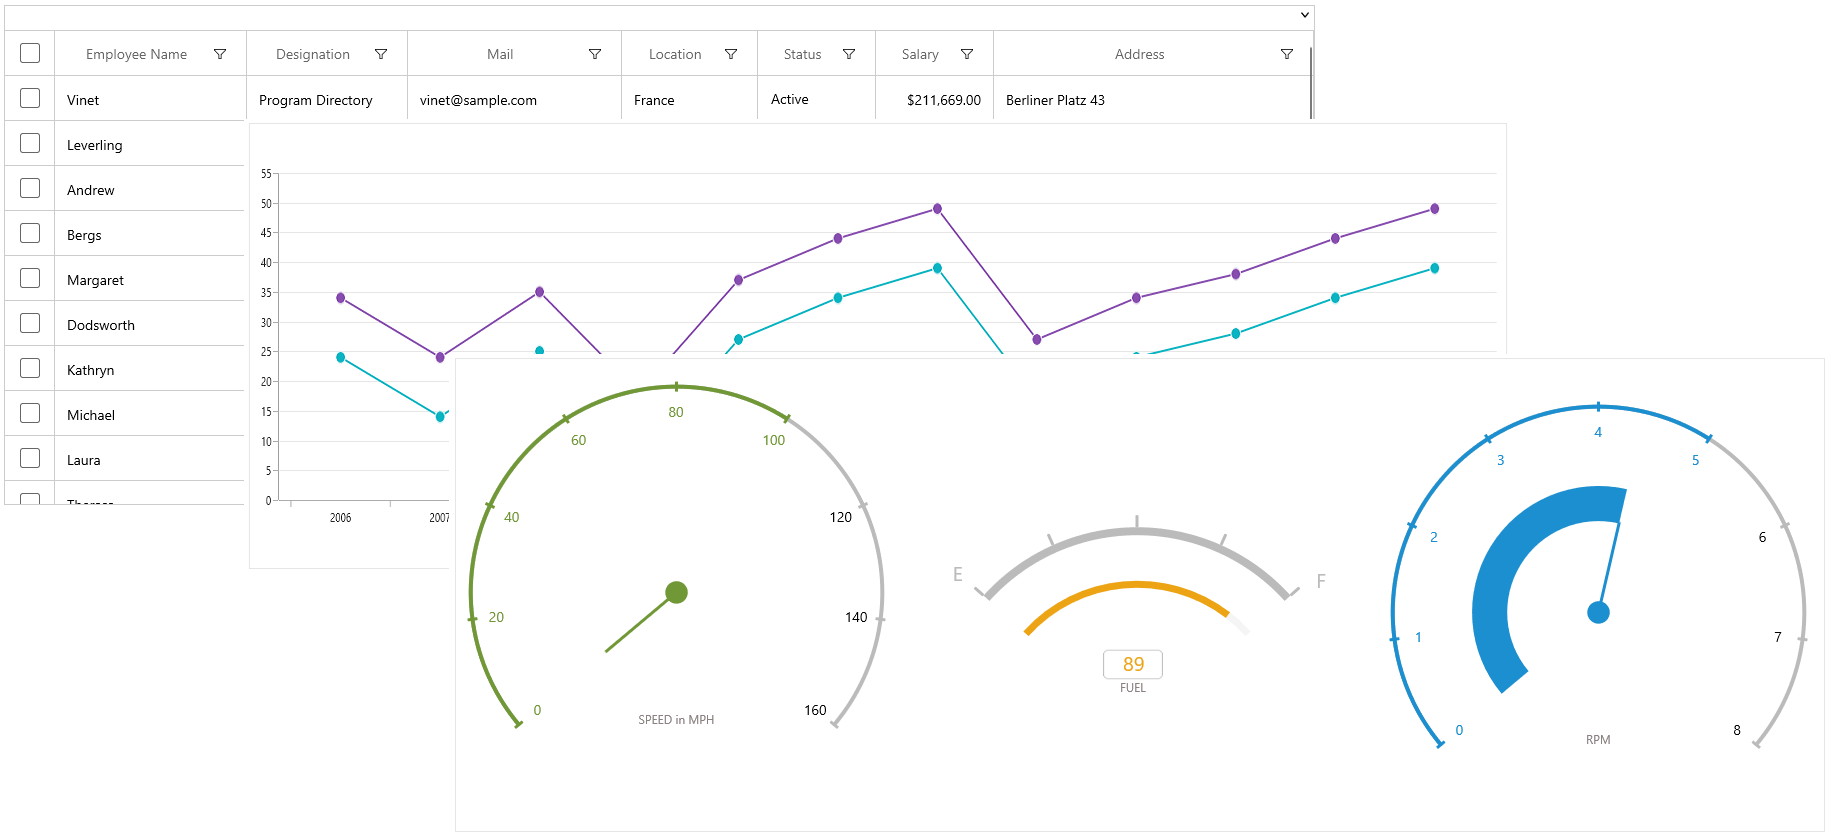 Employee Name Designation Mail Location Status Salary Address
Vinet Program Directory vinet@sample.com France Active $211,669.00 Berliner Platz 43
Leverling
Andrew
Bergs
Margaret
Dodsworth
Kathryn
Michael
Laura
55
50
45
40
35
30
25
20
15
10
5
0
2006 2007
0
20
40
60
80
100
120
140
160
SPEED in MPH
E F
89
FUEL
0
1
2
3
4
5
6
7
8
RPM